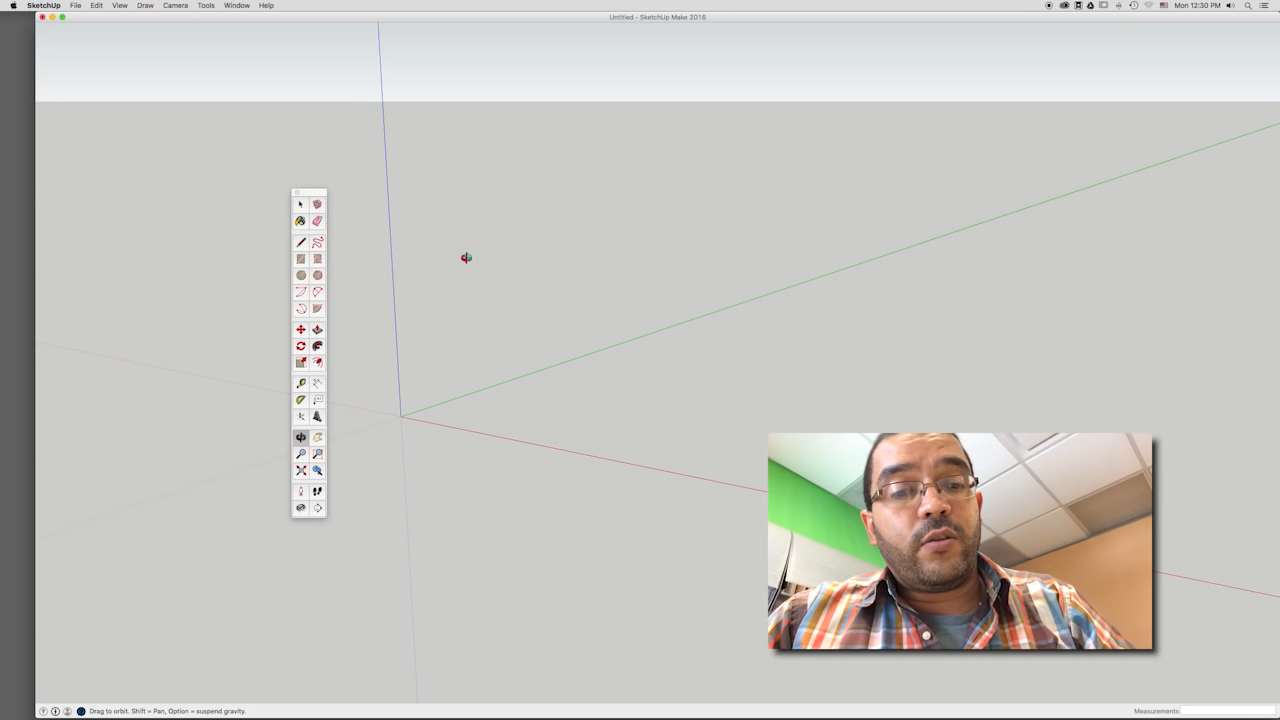 SketchUp File Edit View Draw Camera Tools Window Help Mon 12:30 PM
Untitled - SketchUp Make 2016
Drag to orbit. Shift = Pan, Option = suspend gravity. Measurements